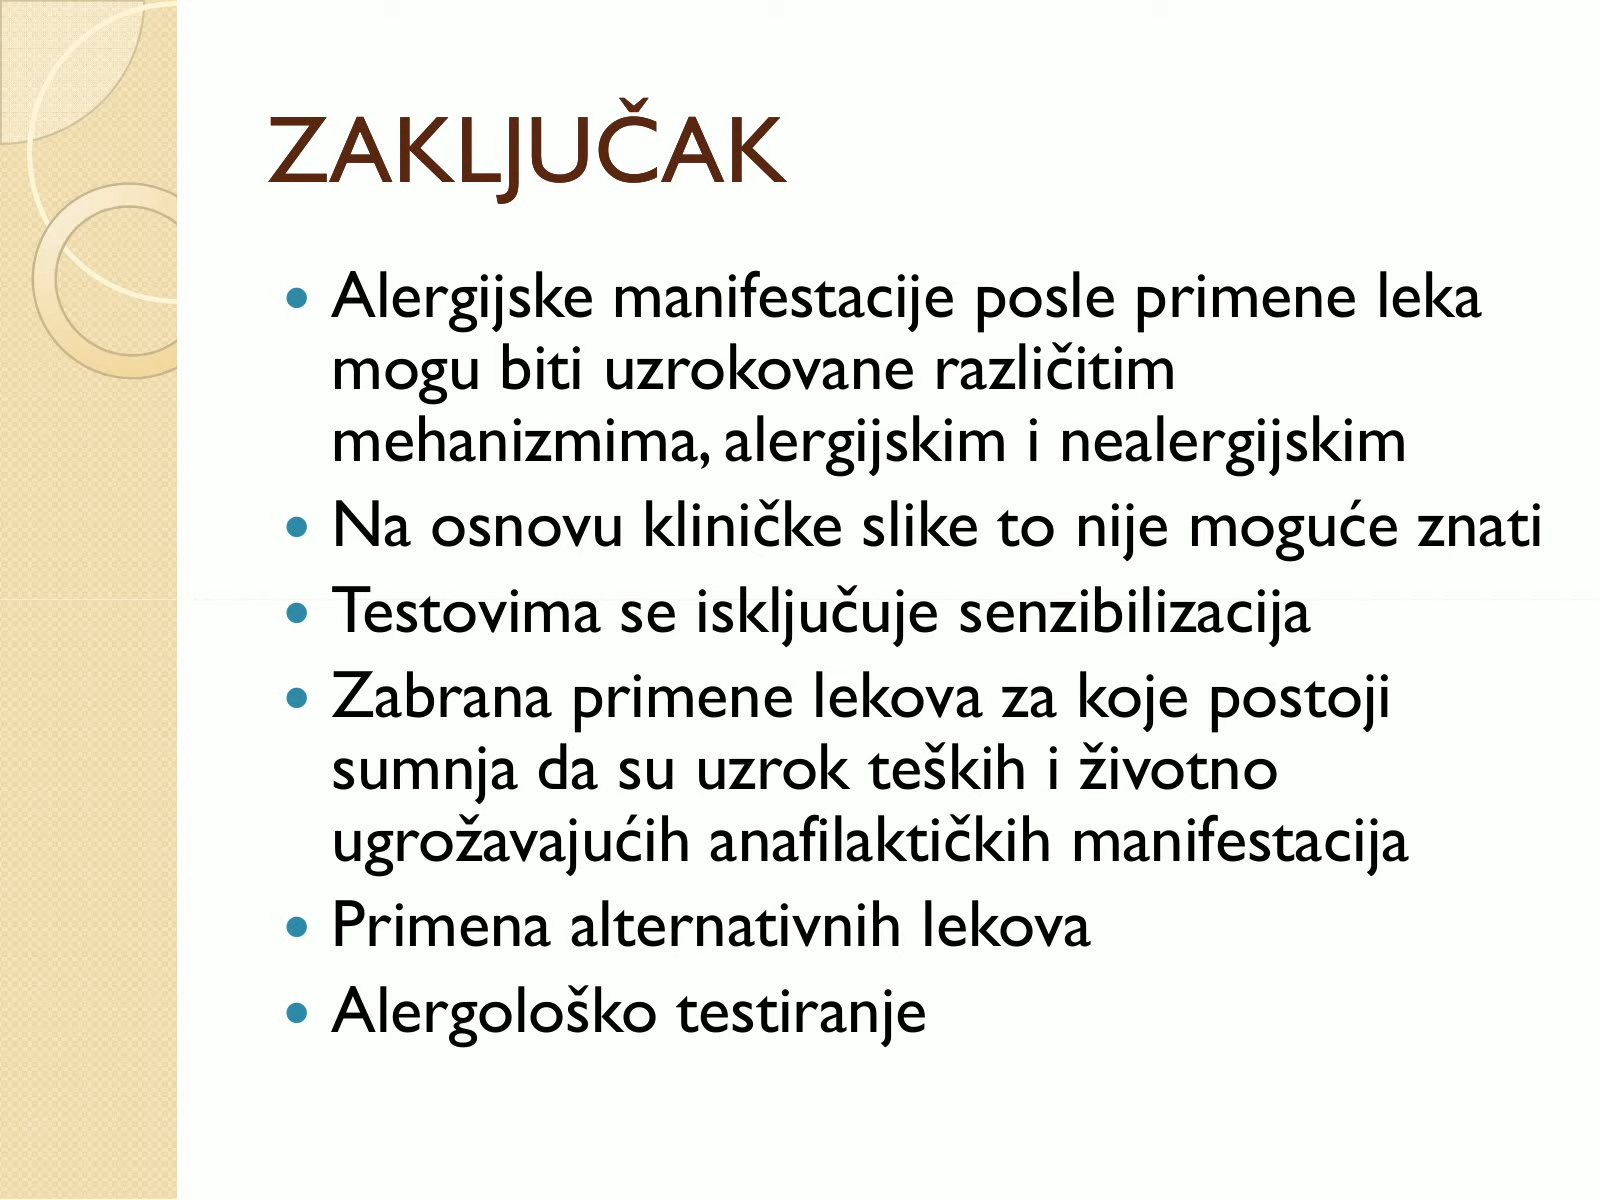 ZAKLJUČAK
• Alergijske manifestacije posle primene leka
mogu biti uzrokovane različitim
mehanizmima, alergijskim i nealergijskim
• Na osnovu kliničke slike to nije moguće znati
• Testovima se isključuje senzibilizacija
• Zabrana primene lekova za koje postoji
sumnja da su uzrok teških i životno
ugrožavajućih anafilaktičkih manifestacija
• Primena alternativnih lekova
• Alergološko testiranje